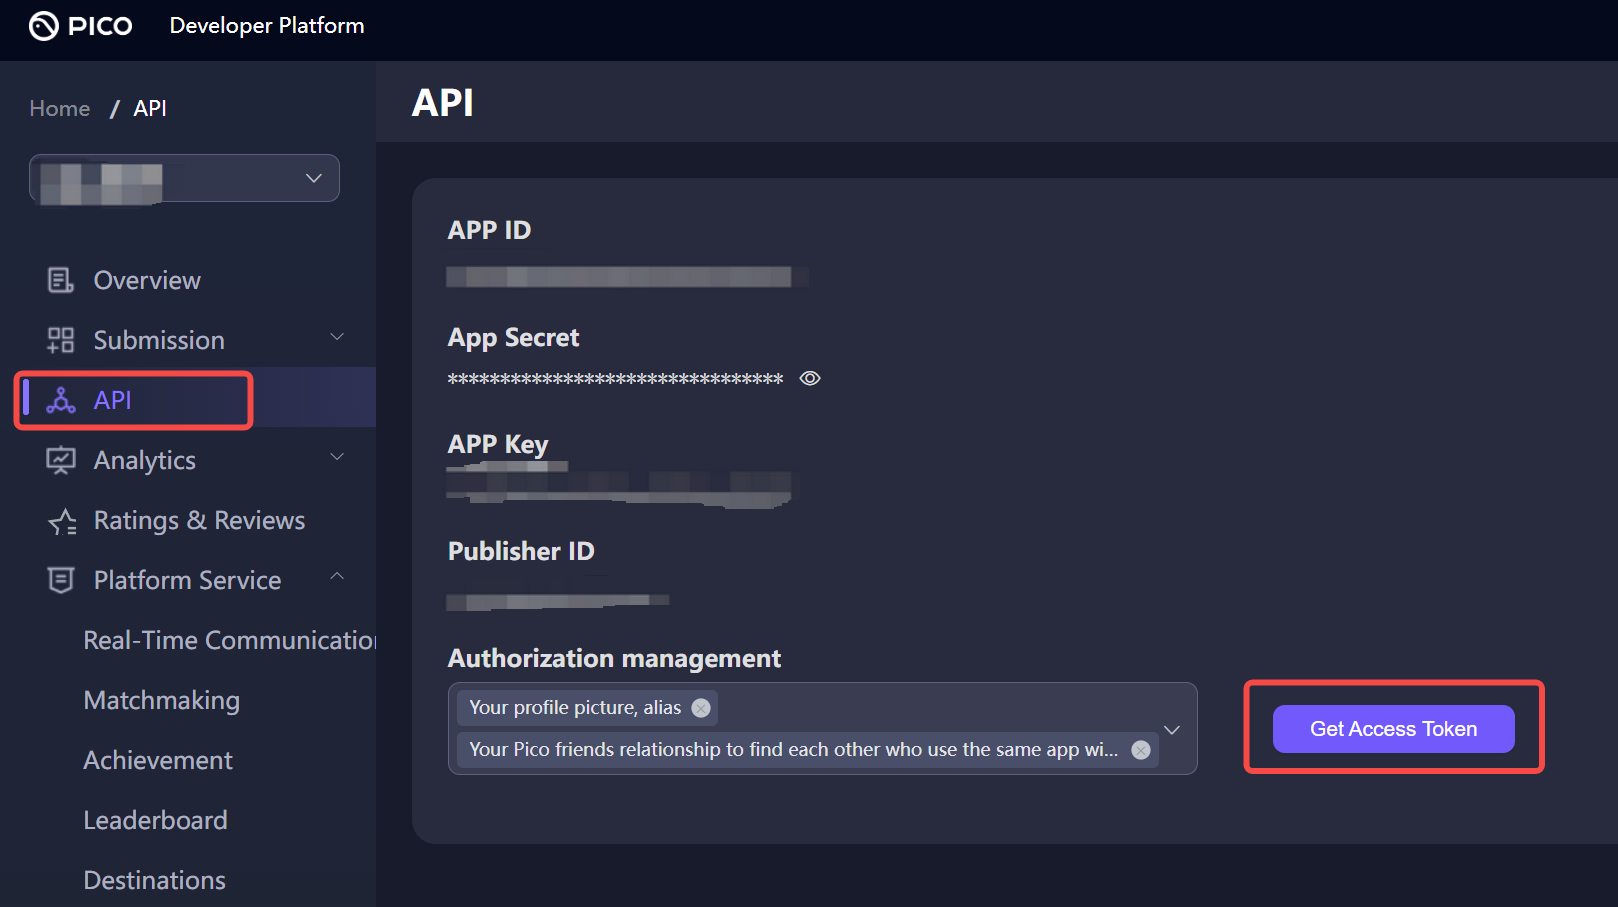 PICO Developer Platform
Home / API
Overview
Submission
API
Analytics
Ratings & Reviews
Platform Service
Real-Time Communication
Matchmaking
Achievement
Leaderboard
Destinations
API
APP ID
App Secret
********************************
APP Key
Publisher ID
Authorization management
Your profile picture, alias
Your Pico friends relationship to find each other who use the same app wi...
Get Access Token